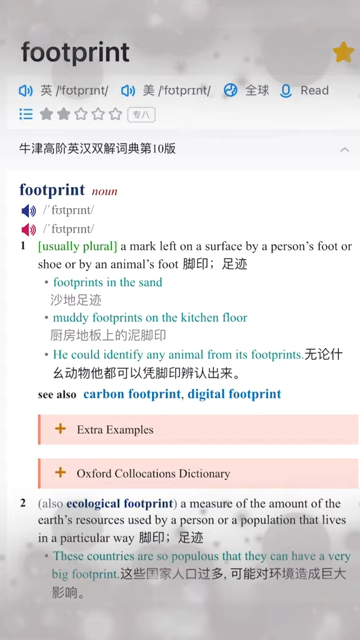 footprint
英 /ˈfʊtprɪnt/ 美 /ˈfʊtprɪnt/ 全球 Read
专八
牛津高阶英汉双解词典第10版
footprint noun
/ˈfʊtprɪnt/
/ˈfʊtprɪnt/
1 [usually plural] a mark left on a surface by a person's foot or
shoe or by an animal's foot 脚印；足迹
• footprints in the sand
沙地足迹
• muddy footprints on the kitchen floor
厨房地板上的泥脚印
• He could identify any animal from its footprints.无论什
么动物他都可以凭脚印辨认出来。
see also carbon footprint, digital footprint
+ Extra Examples
+ Oxford Collocations Dictionary
2 (also ecological footprint) a measure of the amount of the
earth's resources used by a person or a population that lives
in a particular way 脚印；足迹
• These countries are so populous that they can have a very
big footprint.这些国家人口过多, 可能对环境造成巨大
影响。